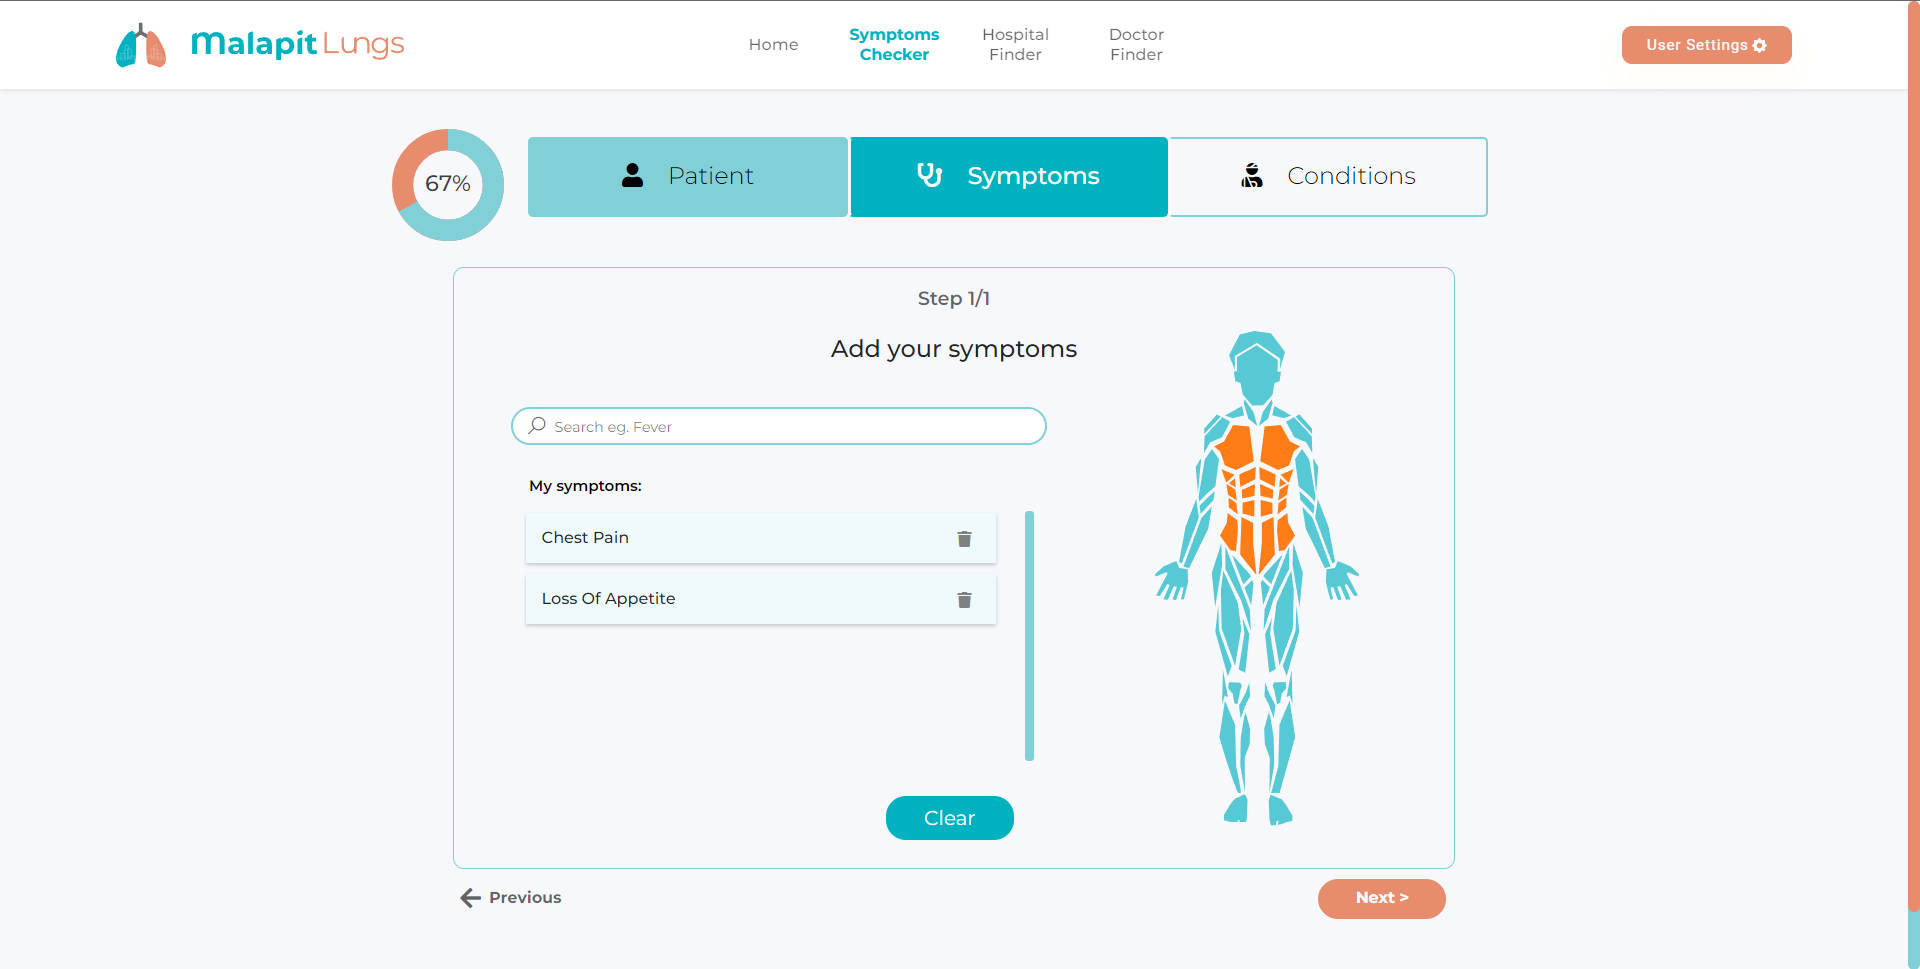 Malapit Lungs
Home
Symptoms
Checker
Hospital
Finder
Doctor
Finder
User Settings
67%
Patient
Symptoms
Conditions
Step 1/1
Add your symptoms
Search eg. Fever
My symptoms:
Chest Pain
Loss Of Appetite
Clear
Previous
Next >